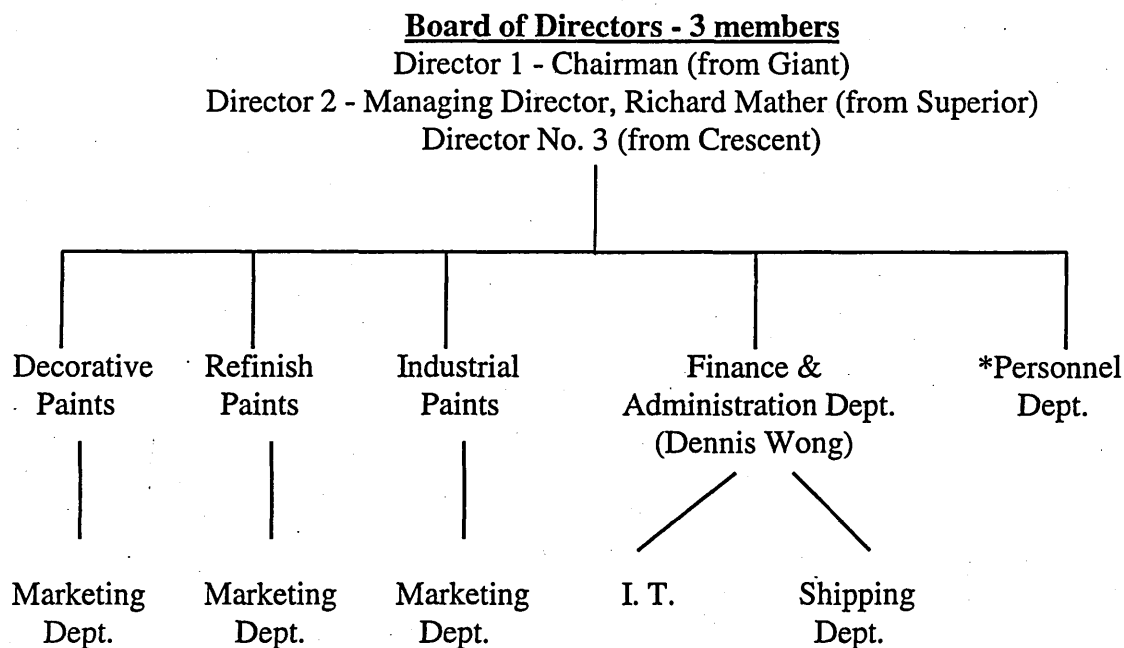 Board of Directors - 3 members
Director 1 - Chairman (from Giant)
Director 2 - Managing Director, Richard Mather (from Superior)
Director No. 3 (from Crescent)
Decorative Paints
Refinish Paints
Industrial Paints
Finance & Administration Dept. (Dennis Wong)
*Personnel Dept.
Marketing Dept.
Marketing Dept.
Marketing Dept.
I. T.
Shipping Dept.